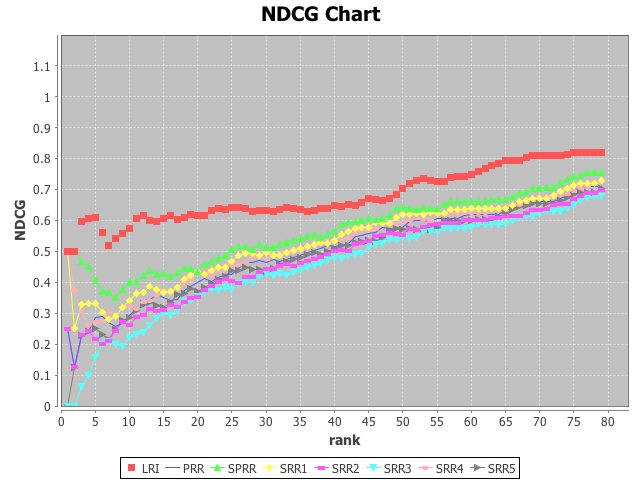 NDCG Chart
1.1
1
0.9
0.8
0.7
0.6
0.5
0.4
0.3
0.2
0.1
0
NDCG
0 5 10 15 20 25 30 35 40 45 50 55 60 65 70 75 80
rank
LRI PRR SPRR SRR1 SRR2 SRR3 SRR4 SRR5